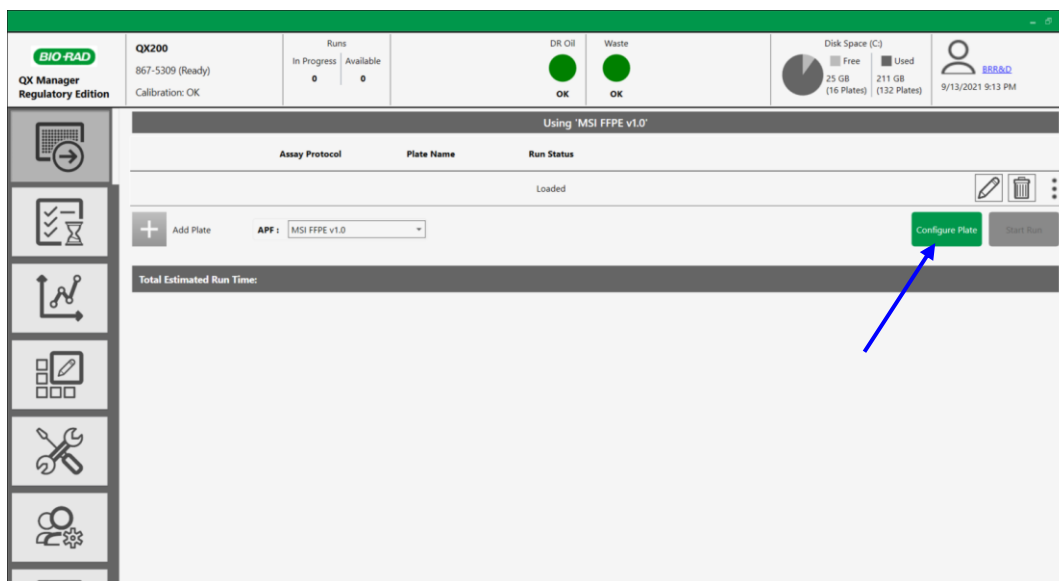 BIO-RAD
QX Manager
Regulatory Edition
QX200
867-5309 (Ready)
Calibration: OK
Runs
In Progress Available
0 0
DR Oil Waste
OK OK
Disk Space (C:)
Free Used
25 GB 211 GB
(16 Plates) (132 Plates)
BRR&D
9/13/2021 9:13 PM
Using 'MSI FFPE v1.0'
Assay Protocol Plate Name Run Status
Loaded
Add Plate APF : MSI FFPE v1.0 Configure Plate Start Run
Total Estimated Run Time: